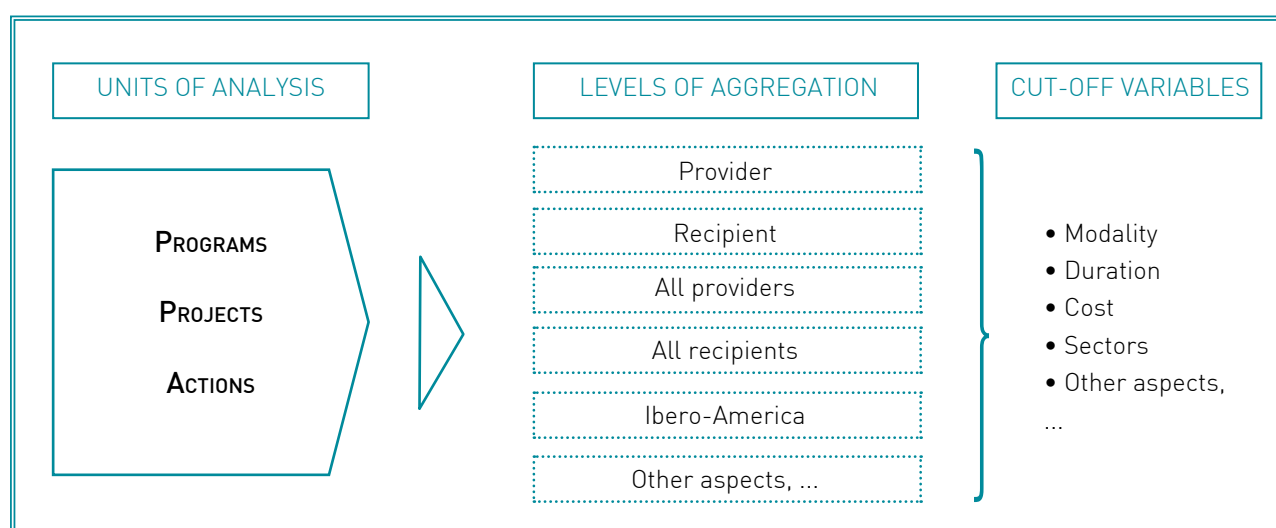 UNITS OF ANALYSIS
PROGRAMS
PROJECTS
ACTIONS
LEVELS OF AGGREGATION
Provider
Recipient
All providers
All recipients
Ibero-America
Other aspects, ...
CUT-OFF VARIABLES
• Modality
• Duration
• Cost
• Sectors
• Other aspects,
...